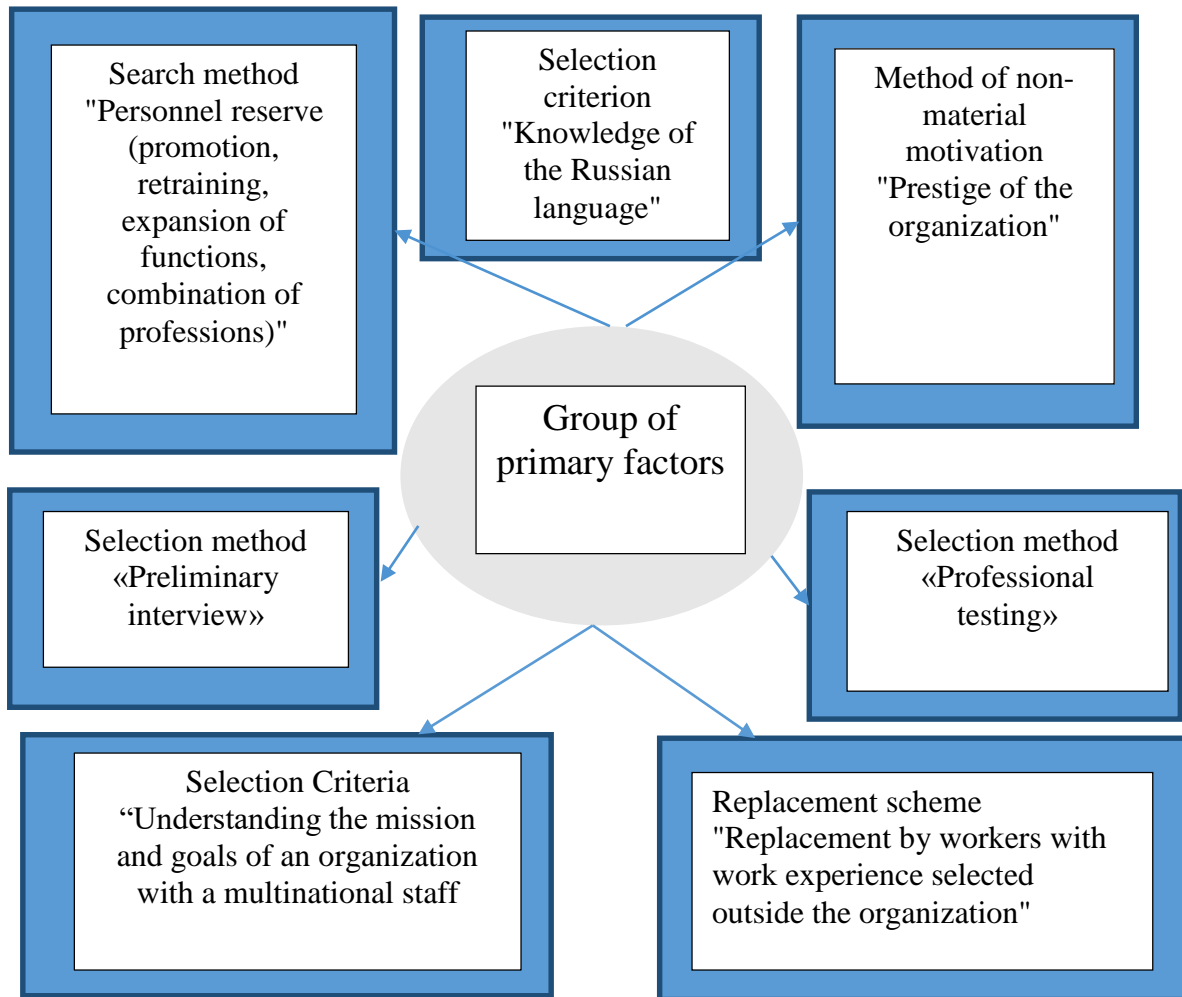 Search method
"Personnel reserve
(promotion,
retraining,
expansion of
functions,
combination of
professions)"
Selection
criterion
"Knowledge of
the Russian
language"
Method of non-
material
motivation
"Prestige of the
organization"
Group of
primary factors
Selection method
«Preliminary
interview»
Selection method
«Professional
testing»
Selection Criteria
“Understanding the mission
and goals of an organization
with a multinational staff
Replacement scheme
"Replacement by workers with
work experience selected
outside the organization"